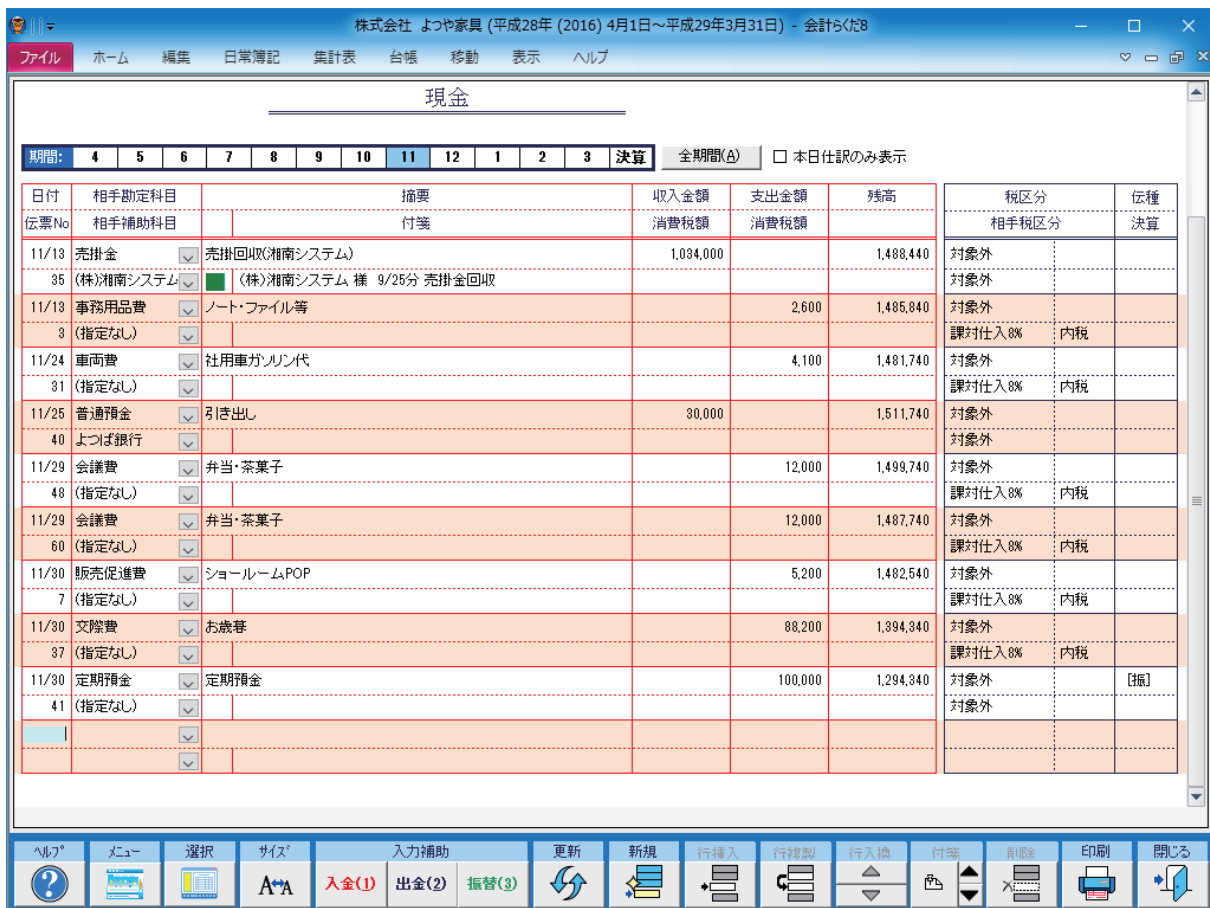 株式会社 よつや家具 (平成28年 (2016) 4月1日～平成29年3月31日) - 会計らくだ8
ファイル ホーム 編集 日常簿記 集計表 台帳 移動 表示 ヘルプ
現金
期間: 4 5 6 7 8 9 10 11 12 1 2 3 決算 全期間(A) 本日仕訳のみ表示
日付 相手勘定科目 摘要 収入金額 支出金額 残高 税区分 伝種
伝票No 相手補助科目 付箋 消費税額 消費税額 相手税区分 決算
11/13 売掛金 売掛回収(湘南システム) 1,034,000 1,488,440 対象外
35 (株)湘南システム (株)湘南システム 様 9/25分 売掛金回収 対象外
11/13 事務用品費 ノート・ファイル等 2,600 1,485,840 対象外
3 (指定なし) 課対仕入8% 内税
11/24 車両費 社用車ガソリン代 4,100 1,481,740 対象外
31 (指定なし) 課対仕入8% 内税
11/25 普通預金 引き出し 30,000 1,511,740 対象外
40 よつば銀行 対象外
11/29 会議費 弁当・茶菓子 12,000 1,499,740 対象外
48 (指定なし) 課対仕入8% 内税
11/29 会議費 弁当・茶菓子 12,000 1,487,740 対象外
60 (指定なし) 課対仕入8% 内税
11/30 販売促進費 ショールームPOP 5,200 1,482,540 対象外
7 (指定なし) 課対仕入8% 内税
11/30 交際費 お歳暮 88,200 1,394,340 対象外
37 (指定なし) 課対仕入8% 内税
11/30 定期預金 定期預金 100,000 1,294,340 対象外 [振]
41 (指定なし) 対象外
ヘルプ メニュー 選択 サイズ 入力補助 更新 新規 行挿入 行複製 行入換 付箋 削除 印刷 閉じる
A A 入金(1) 出金(2) 振替(3)